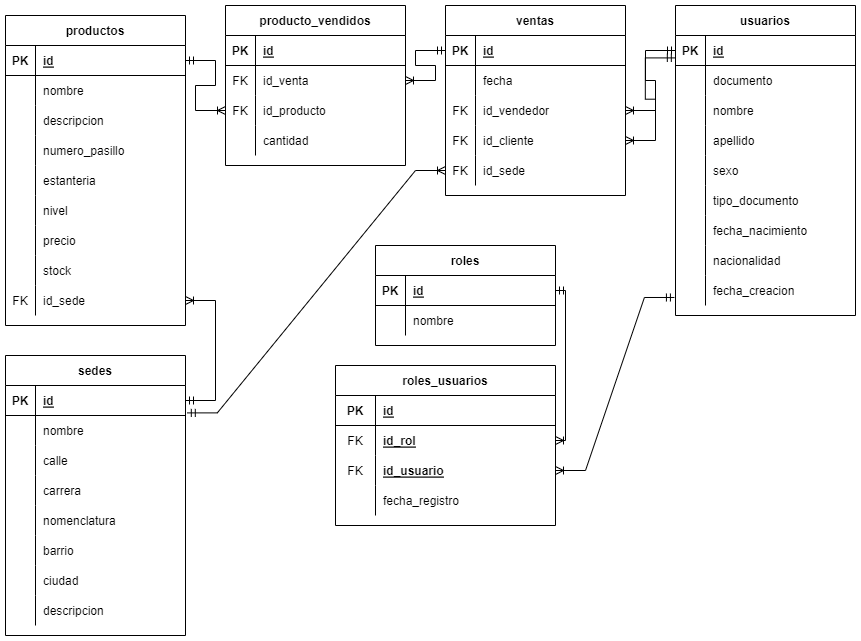 productos
PK id
nombre
descripcion
numero_pasillo
estanteria
nivel
precio
stock
FK id_sede
producto_vendidos
PK id
FK id_venta
FK id_producto
cantidad
ventas
PK id
fecha
FK id_vendedor
FK id_cliente
FK id_sede
usuarios
PK id
documento
nombre
apellido
sexo
tipo_documento
fecha_nacimiento
nacionalidad
fecha_creacion
roles
PK id
nombre
sedes
PK id
nombre
calle
carrera
nomenclatura
barrio
ciudad
descripcion
roles_usuarios
PK id
FK id_rol
FK id_usuario
fecha_registro